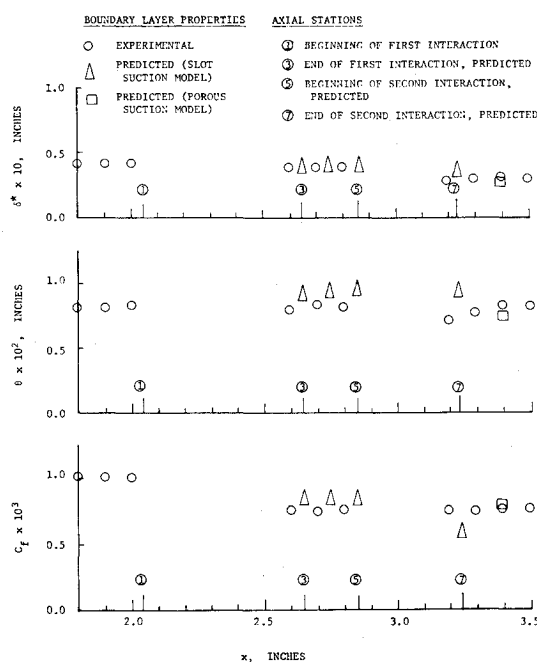 BOUNDARY LAYER PROPERTIES
AXIAL STATIONS
EXPERIMENTAL
PREDICTED (SLOT
SUCTION MODEL)
PREDICTED (POROUS
SUCTION MODEL)
① BEGINNING OF FIRST INTERACTION
③ END OF FIRST INTERACTION, PREDICTED
⑤ BEGINNING OF SECOND INTERACTION,
PREDICTED
⑦ END OF SECOND INTERACTION, PREDICTED
δ* x 10, INCHES
1.0
0.5
0.0
① ③ ⑤ ⑦
θ x 10², INCHES
1.0
0.5
0.0
① ③ ⑤ ⑦
C_f x 10³
1.0
0.5
0.0
① ③ ⑤ ⑦
2.0 2.5 3.0 3.5
x, INCHES